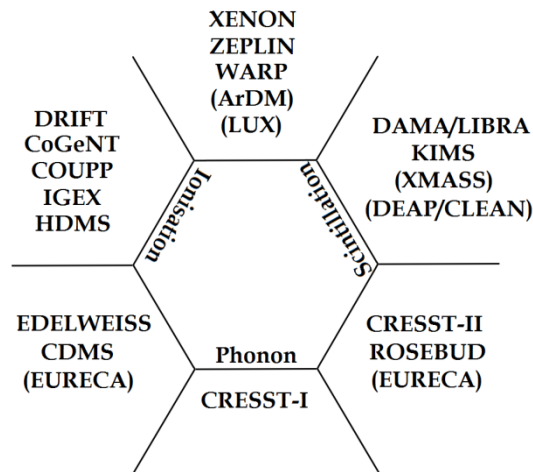 XENON
ZEPLIN
WARP
(ArDM)
(LUX)
DRIFT
CoGeNT
COUPP
IGEX
HDMS
DAMA/LIBRA
KIMS
(XMASS)
(DEAP/CLEAN)
Ionisation
Scintillation
EDELWEISS
CDMS
(EURECA)
Phonon
CRESST-I
CRESST-II
ROSEBUD
(EURECA)